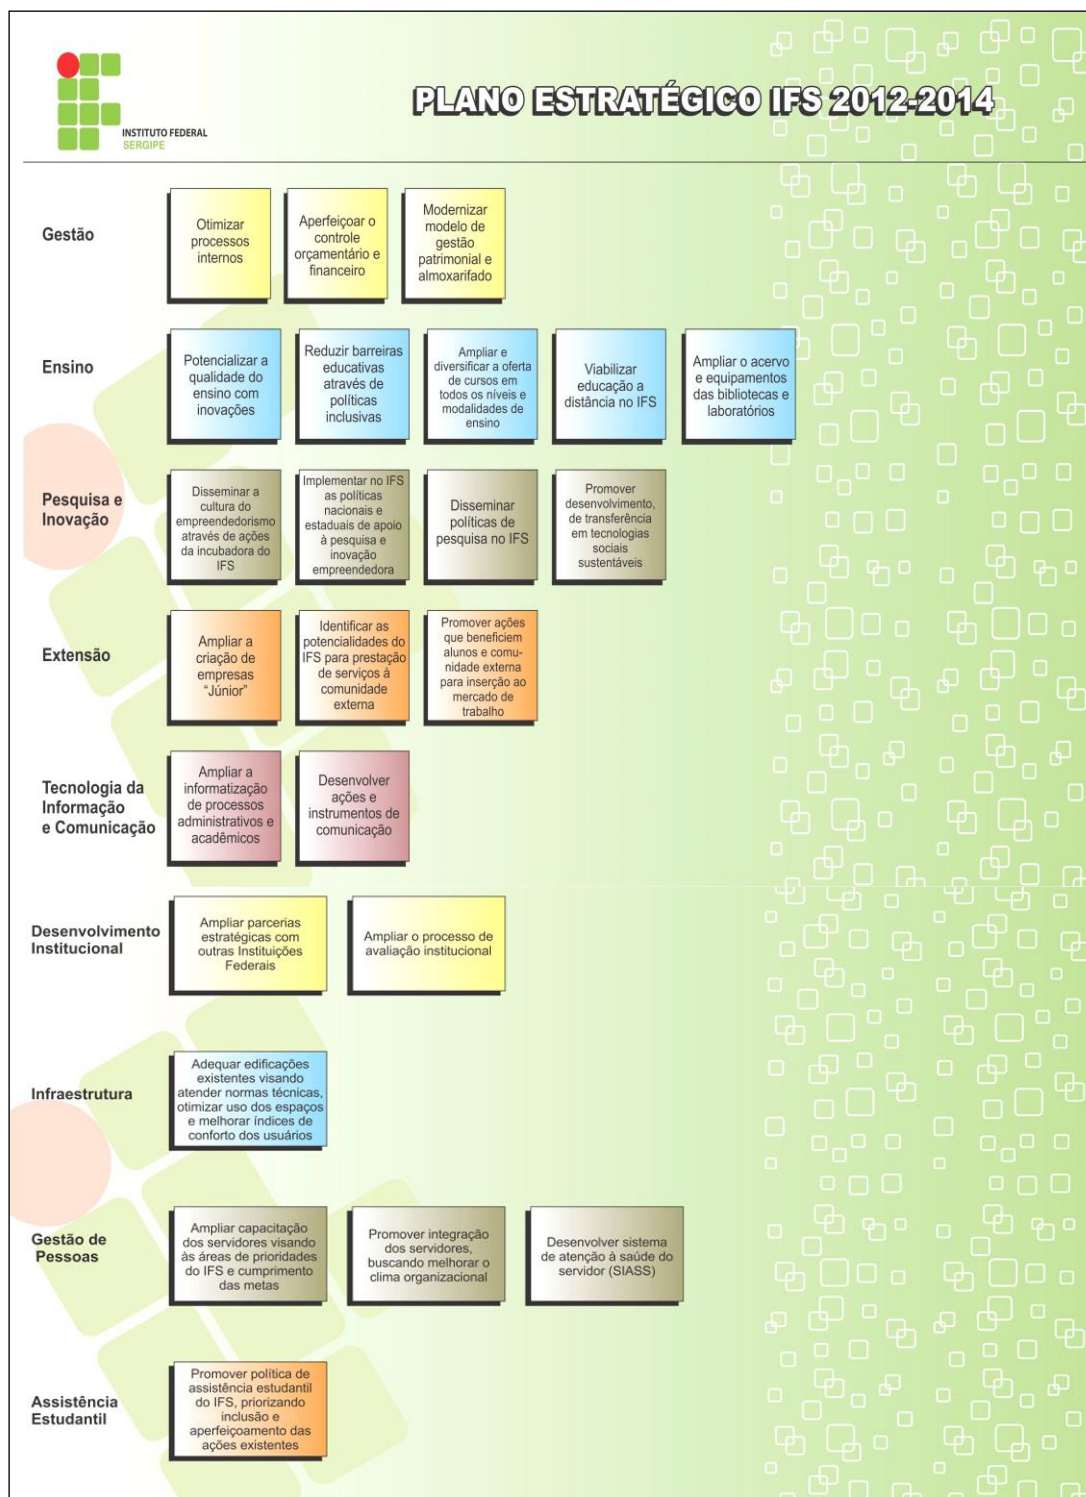 PLANO ESTRATÉGICO IFS 2012-2014
INSTITUTO FEDERAL
SERGIPE
Gestão
Otimizar
processos
internos
Aperfeiçoar o
controle
orçamentário e
financeiro
Modernizar
modelo de
gestão
patrimonial e
almoxarifado
Ensino
Potencializar a
qualidade do
ensino com
inovações
Reduzir barreiras
educativas
através de
políticas
inclusivas
Ampliar e
diversificar a oferta
de cursos em
todos os níveis e
modalidades de
ensino
Viabilizar
educação a
distância no IFS
Ampliar o acervo
e equipamentos
das bibliotecas e
laboratórios
Pesquisa e
Inovação
Disseminar a
cultura do
empreendedorismo
através de ações
da incubadora do
IFS
Implementar no IFS
as políticas
nacionais e
estaduais de apoio
à pesquisa e
inovação
empreendedora
Disseminar
políticas de
pesquisa no IFS
Promover
desenvolvimento,
de transferência
em tecnologias
sociais
sustentáveis
Extensão
Ampliar a
criação de
empresas
“Júnior”
Identificar as
potencialidades do
IFS para prestação
de serviços à
comunidade
externa
Promover ações
que beneficiem
alunos e comu-
nidade externa
para inserção ao
mercado de
trabalho
Tecnologia da
Informação
e Comunicação
Ampliar a
informatização
de processos
administrativos e
acadêmicos
Desenvolver
ações e
instrumentos de
comunicação
Desenvolvimento
Institucional
Ampliar parcerias
estratégicas com
outras Instituições
Federais
Ampliar o processo de
avaliação institucional
Infraestrutura
Adequar edificações
existentes visando
atender normas técnicas,
otimizar uso dos espaços
e melhorar índices de
conforto dos usuários
Gestão de
Pessoas
Ampliar capacitação
dos servidores visando
às áreas de prioridades
do IFS e cumprimento
das metas
Promover integração
dos servidores,
buscando melhorar o
clima organizacional
Desenvolver sistema
de atenção à saúde do
servidor (SIASS)
Assistência
Estudantil
Promover política de
assistência estudantil
do IFS, priorizando
inclusão e
aperfeiçoamento das
ações existentes